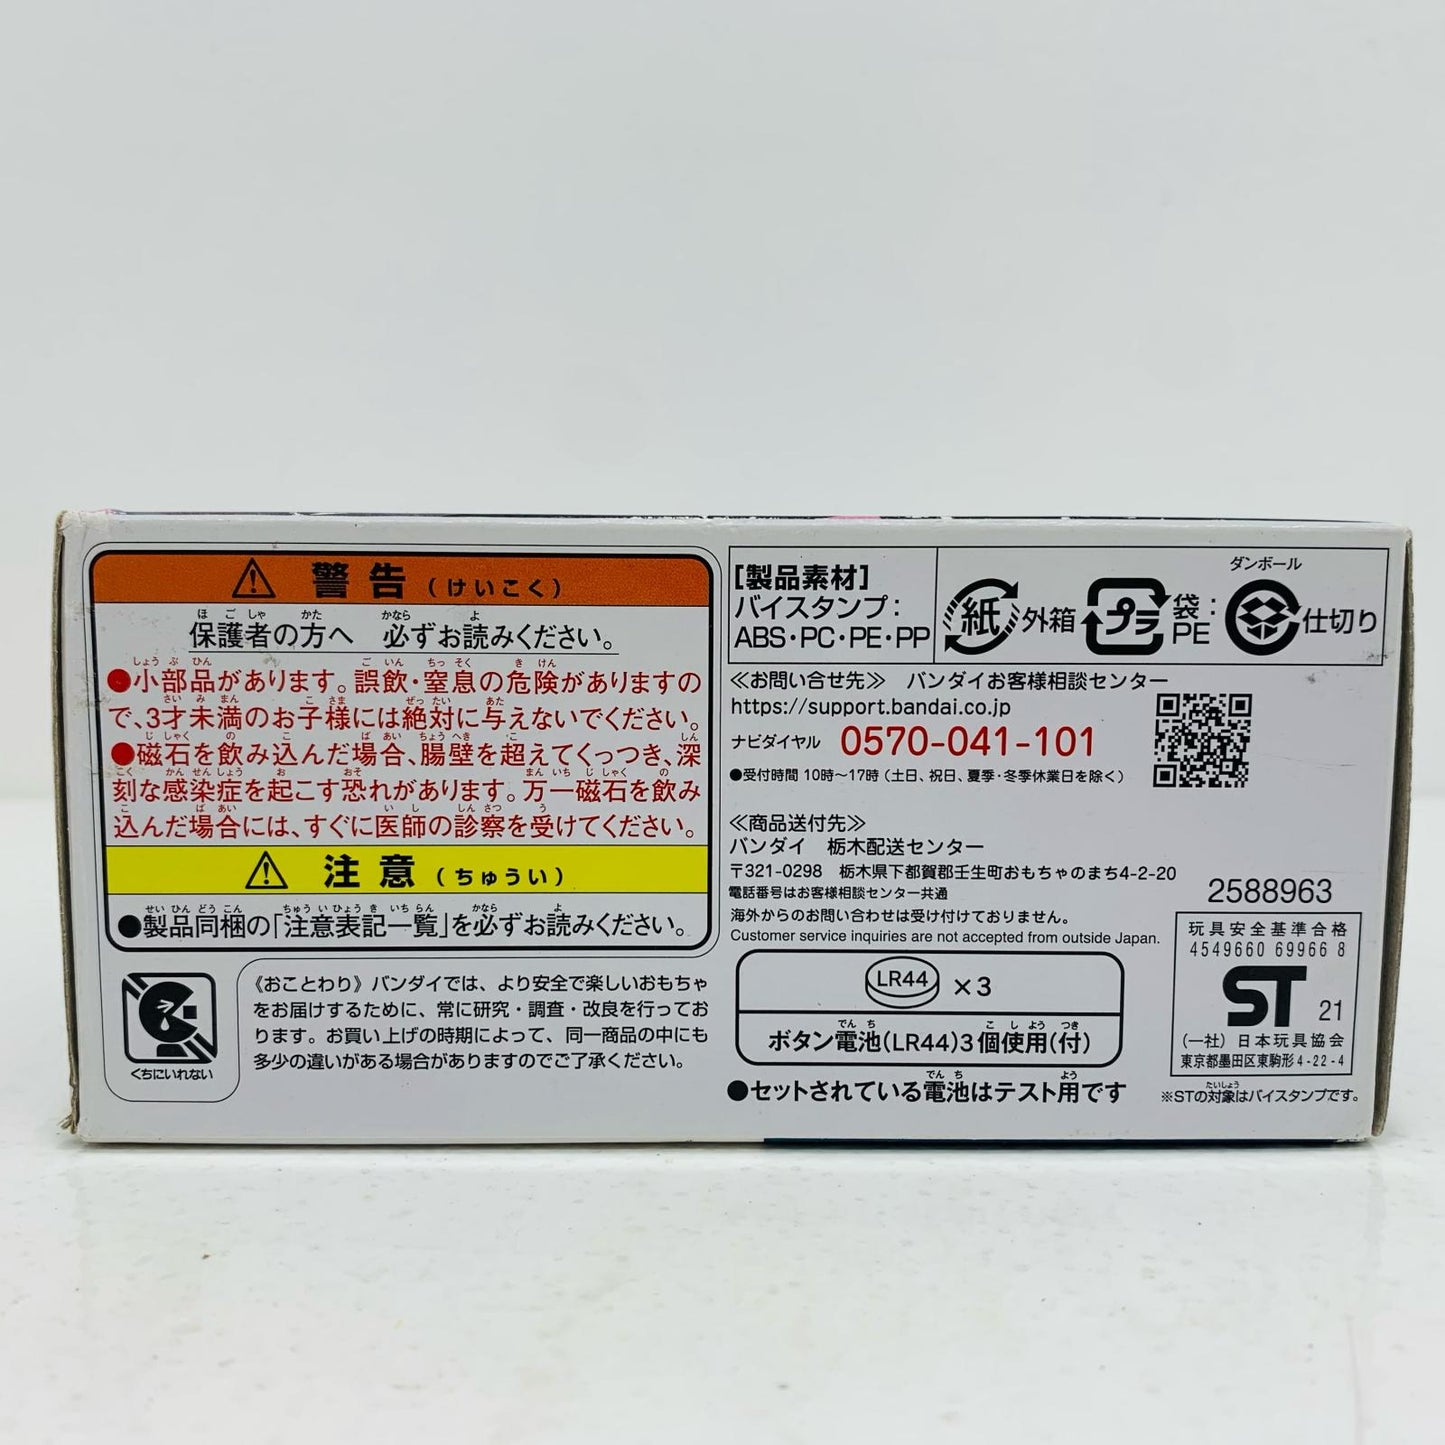 警告(けいこく)
保護者の方へ 必ずお読みください。
●小部品があります。誤飲・窒息の危険がありますの
で、3才未満のお子様には絶対に与えないでください。
●磁石を飲み込んだ場合、腸壁を超えてくっつき、深
刻な感染症を起こす恐れがあります。万一磁石を飲み
込んだ場合には、すぐに医師の診察を受けてください。
注意(ちゅうい)
●製品同梱の「注意表記一覧」を必ずお読みください。
くちにいれない
《おことわり》バンダイでは、より安全で楽しいおもちゃ
をお届けするために、常に研究・調査・改良を行ってお
ります。お買い上げの時期によって、同一商品の中にも
多少の違いがある場合がありますのでご了承ください。
[製品素材]
バイスタンプ:
ABS・PC・PE・PP
紙 外箱
プラ 袋:PE
ダンボール
仕切り
≪お問い合せ先≫ バンダイお客様相談センター
https://support.bandai.co.jp
ナビダイヤル 0570-041-101
●受付時間 10時〜17時(土日、祝日、夏季・冬季休業日を除く)
≪商品送付先≫
バンダイ 栃木配送センター
〒321-0298 栃木県下都賀郡壬生町おもちゃのまち4-2-20
電話番号はお客様相談センター共通
海外からのお問い合わせは受け付けておりません。
Customer service inquiries are not accepted from outside Japan.
LR44 ×3
ボタン電池(LR44)3個使用(付)
●セットされている電池はテスト用です
2588963
玩具安全基準合格
4549660 69966 8
ST 21
(一社)日本玩具協会
東京都墨田区東駒形4-22-4
※STの対象はバイスタンプです。